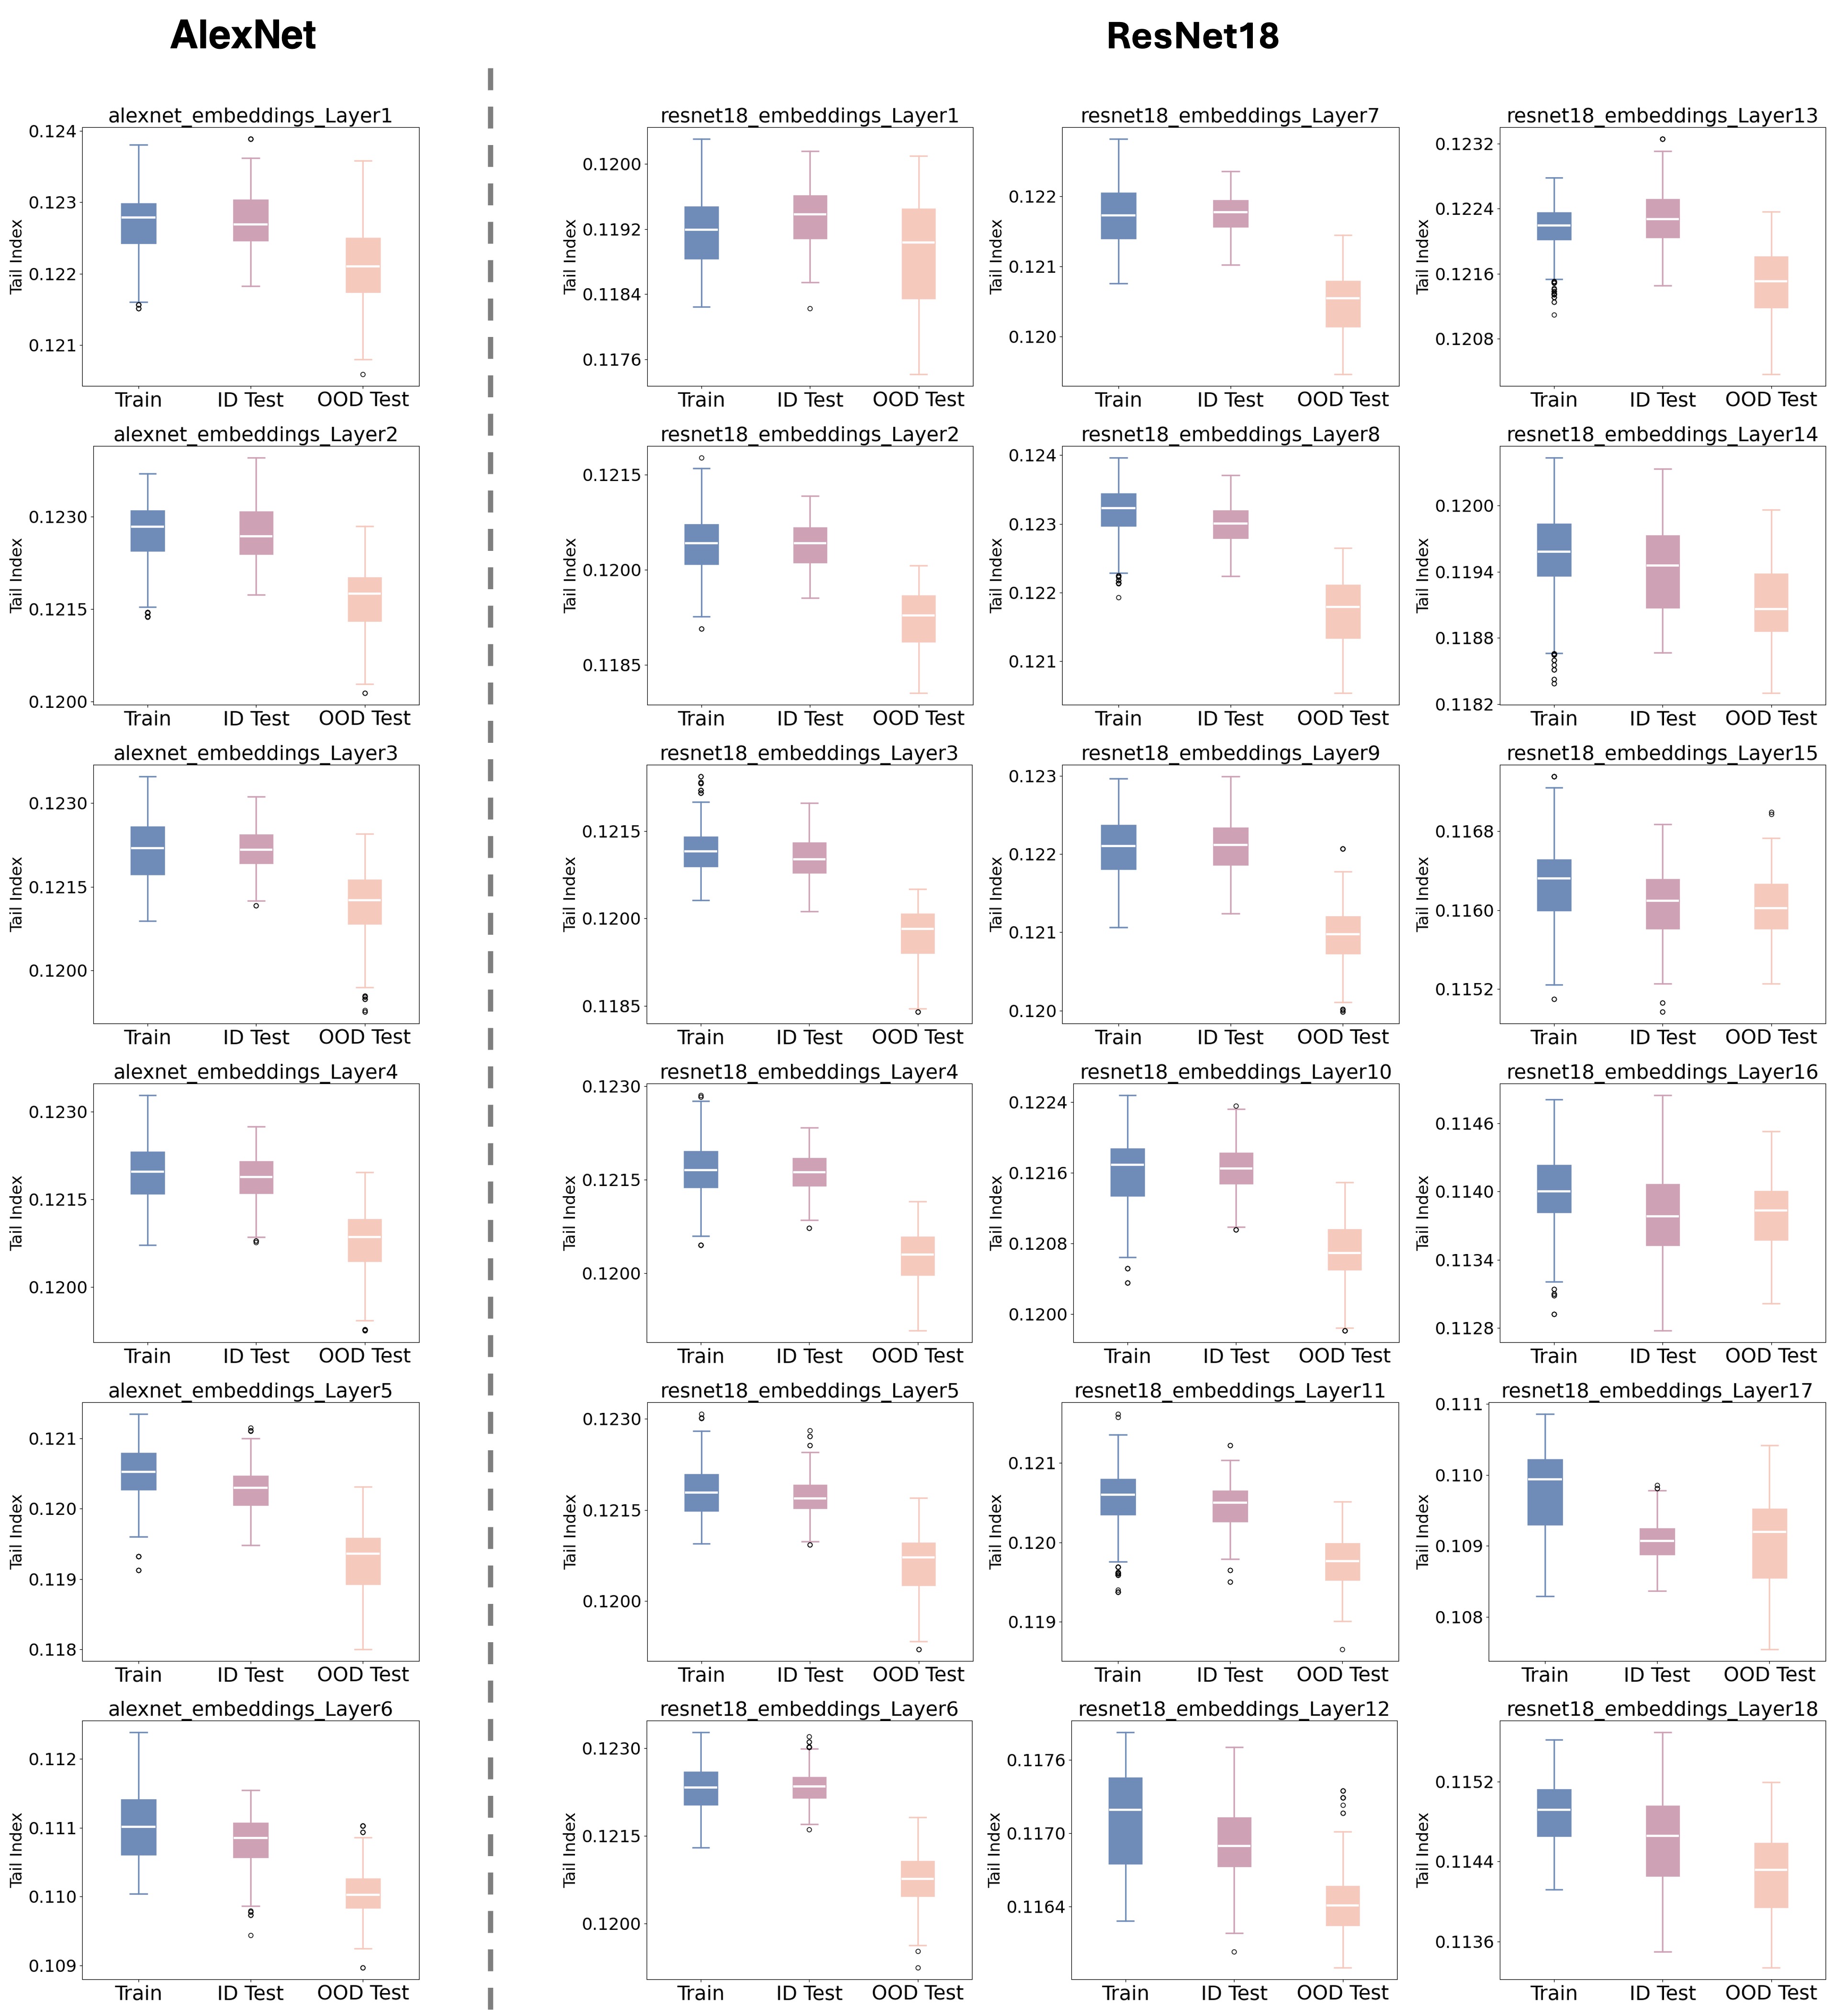 AlexNet
ResNet18
alexnet_embeddings_Layer1
Tail Index
0.124
0.123
0.122
0.121
Train
ID Test
OOD Test
resnet18_embeddings_Layer1
Tail Index
0.1200
0.1192
0.1184
0.1176
Train
ID Test
OOD Test
resnet18_embeddings_Layer7
Tail Index
0.122
0.121
0.120
Train
ID Test
OOD Test
resnet18_embeddings_Layer13
Tail Index
0.1232
0.1224
0.1216
0.1208
Train
ID Test
OOD Test
alexnet_embeddings_Layer2
Tail Index
0.1230
0.1215
0.1200
Train
ID Test
OOD Test
resnet18_embeddings_Layer2
Tail Index
0.1215
0.1200
0.1185
Train
ID Test
OOD Test
resnet18_embeddings_Layer8
Tail Index
0.124
0.123
0.122
0.121
Train
ID Test
OOD Test
resnet18_embeddings_Layer14
Tail Index
0.1200
0.1194
0.1188
0.1182
Train
ID Test
OOD Test
alexnet_embeddings_Layer3
Tail Index
0.1230
0.1215
0.1200
Train
ID Test
OOD Test
resnet18_embeddings_Layer3
Tail Index
0.1215
0.1200
0.1185
Train
ID Test
OOD Test
resnet18_embeddings_Layer9
Tail Index
0.123
0.122
0.121
0.120
Train
ID Test
OOD Test
resnet18_embeddings_Layer15
Tail Index
0.1168
0.1160
0.1152
Train
ID Test
OOD Test
alexnet_embeddings_Layer4
Tail Index
0.1230
0.1215
0.1200
Train
ID Test
OOD Test
resnet18_embeddings_Layer4
Tail Index
0.1230
0.1215
0.1200
Train
ID Test
OOD Test
resnet18_embeddings_Layer10
Tail Index
0.1224
0.1216
0.1208
0.1200
Train
ID Test
OOD Test
resnet18_embeddings_Layer16
Tail Index
0.1146
0.1140
0.1134
0.1128
Train
ID Test
OOD Test
alexnet_embeddings_Layer5
Tail Index
0.121
0.120
0.119
0.118
Train
ID Test
OOD Test
resnet18_embeddings_Layer5
Tail Index
0.1230
0.1215
0.1200
Train
ID Test
OOD Test
resnet18_embeddings_Layer11
Tail Index
0.121
0.120
0.119
Train
ID Test
OOD Test
resnet18_embeddings_Layer17
Tail Index
0.111
0.110
0.109
0.108
Train
ID Test
OOD Test
alexnet_embeddings_Layer6
Tail Index
0.112
0.111
0.110
0.109
Train
ID Test
OOD Test
resnet18_embeddings_Layer6
Tail Index
0.1230
0.1215
0.1200
Train
ID Test
OOD Test
resnet18_embeddings_Layer12
Tail Index
0.1176
0.1170
0.1164
Train
ID Test
OOD Test
resnet18_embeddings_Layer18
Tail Index
0.1152
0.1144
0.1136
Train
ID Test
OOD Test